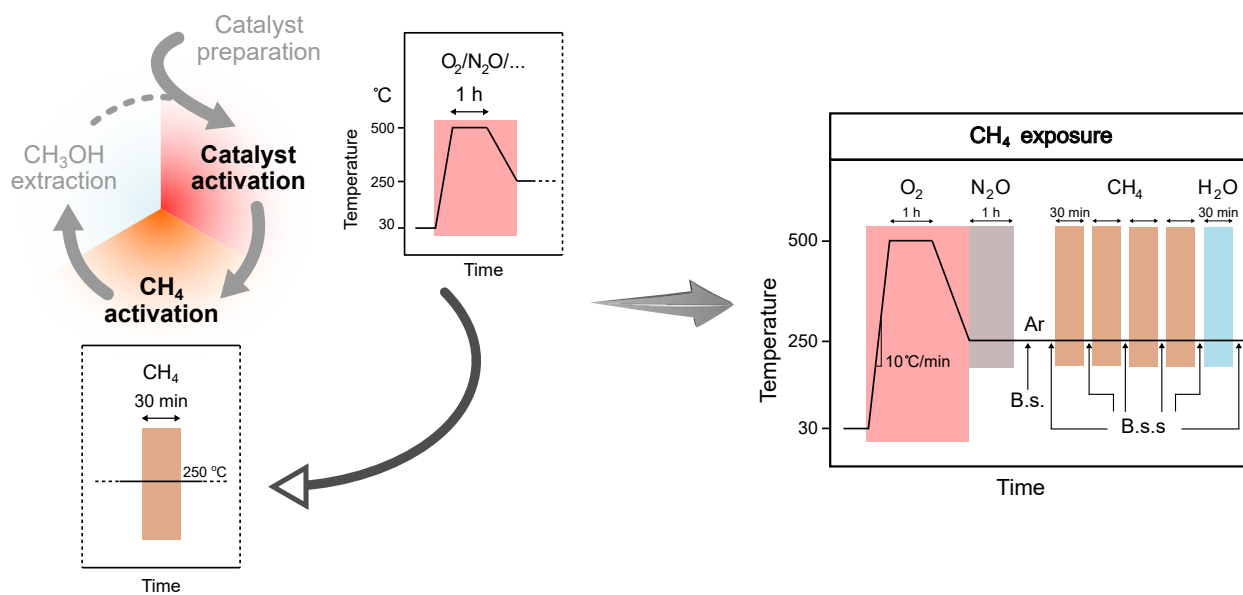 Catalyst
preparation
CH₃OH
extraction
Catalyst
activation
CH₄
activation
O₂/N₂O/...
℃
1 h
500
250
30
Temperature
Time
CH₄
30 min
250 °C
Time
CH₄ exposure
O₂
N₂O
CH₄
H₂O
1 h
1 h
30 min
30 min
500
250
30
Temperature
Ar
10℃/min
B.s.
B.s.s
Time